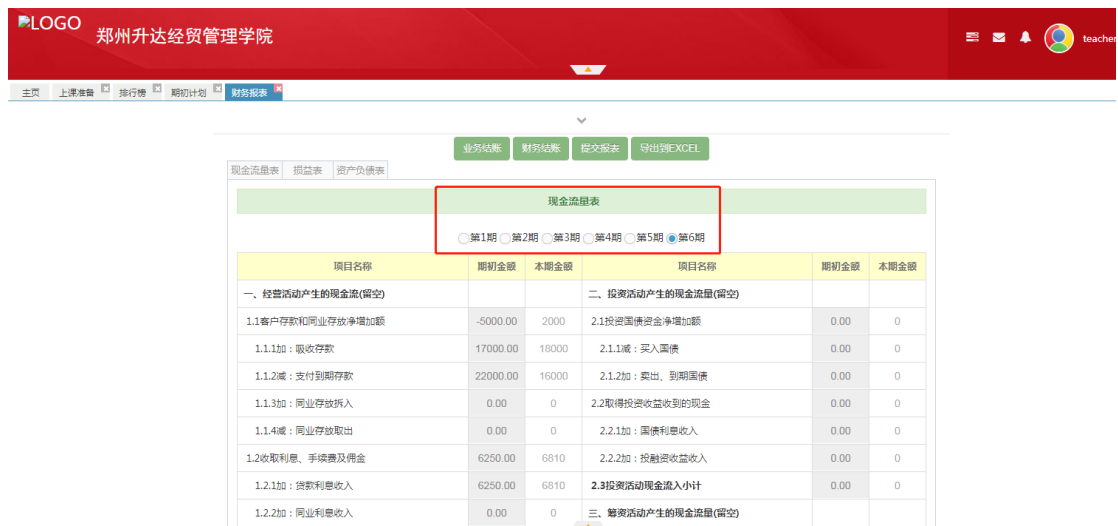 LOGO
郑州升达经贸管理学院
teacher
主页 上课准备 排行榜 期初计划 财务报表
业务结账 财务结账 提交报表 导出到EXCEL
现金流量表 损益表 资产负债表
现金流量表
第1期 第2期 第3期 第4期 第5期 第6期
项目名称 期初金额 本期金额 项目名称 期初金额 本期金额
一、经营活动产生的现金流(留空) 二、投资活动产生的现金流量(留空)
1.1客户存款和同业存放净增加额 -5000.00 2000 2.1投资国债资金净增加额 0.00 0
1.1.1加：吸收存款 17000.00 18000 2.1.1减：买入国债 0.00 0
1.1.2减：支付到期存款 22000.00 16000 2.1.2加：卖出、到期国债 0.00 0
1.1.3加：同业存放拆入 0.00 0 2.2取得投资收益收到的现金 0.00 0
1.1.4减：同业存放取出 0.00 0 2.2.1加：国债利息收入 0.00 0
1.2收取利息、手续费及佣金 6250.00 6810 2.2.2加：投融资收益收入 0.00 0
1.2.1加：贷款利息收入 6250.00 6810 2.3投资活动现金流入小计 0.00 0
1.2.2加：同业利息收入 0.00 0 三、筹资活动产生的现金流量(留空)